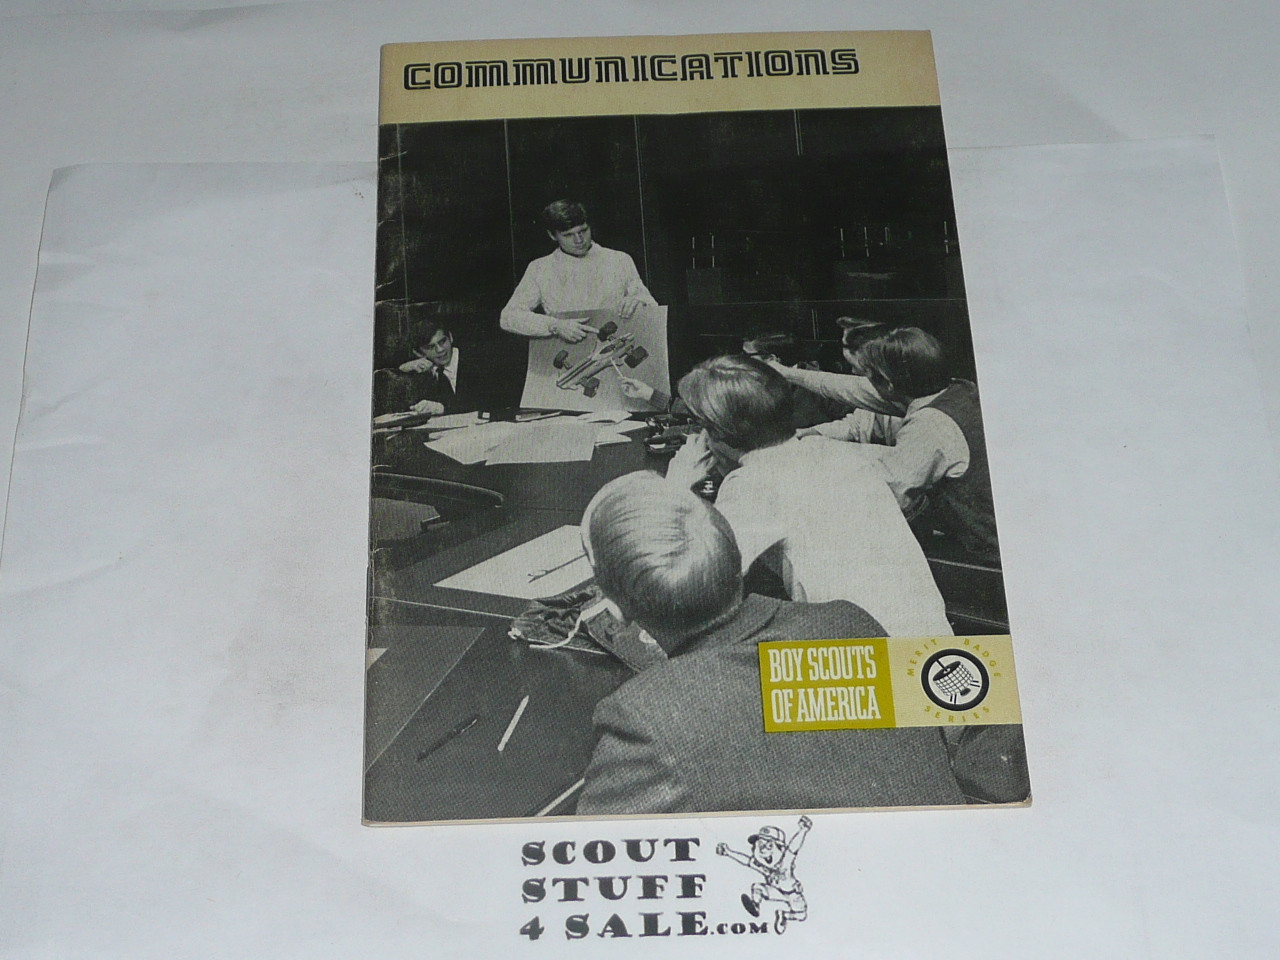 COMMUNICATIONS
BOY SCOUTS
OF AMERICA
MERIT BADGE
SERIES
SCOUT
STUFF
4 SALE.COM